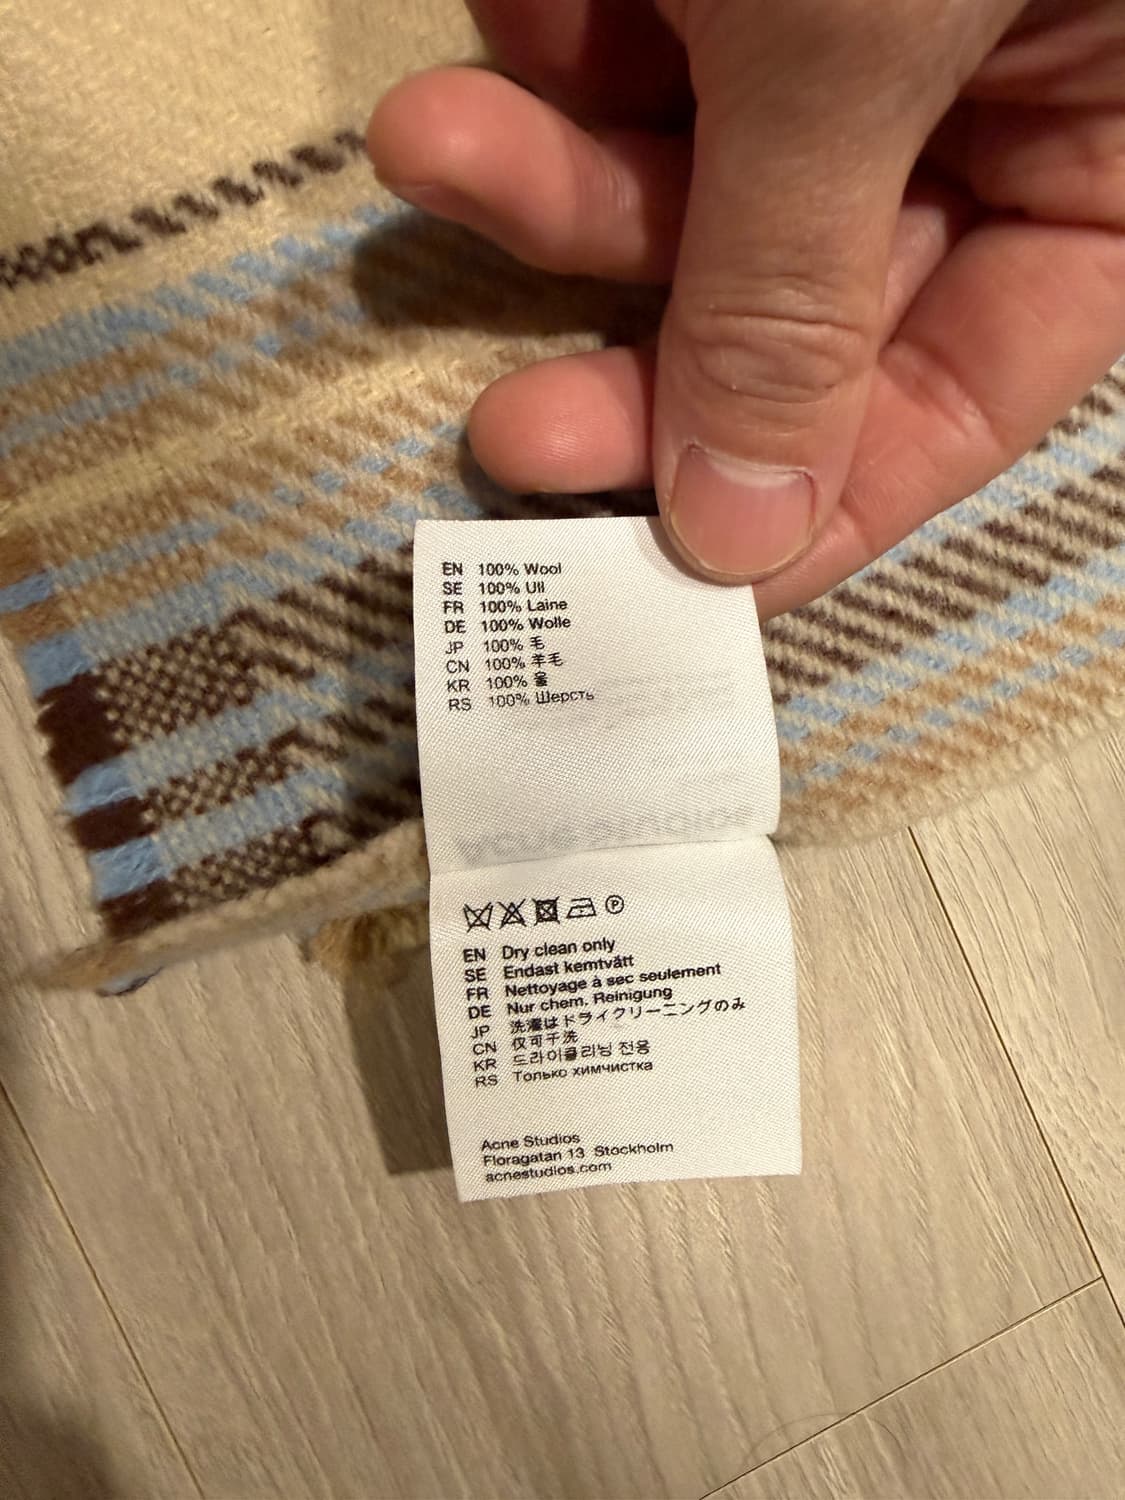 EN 100% Wool
SE 100% Ull
FR 100% Laine
DE 100% Wolle
JP 100% 毛
CN 100% 羊毛
KR 100% 울
RS 100% Шерсть
P
EN Dry clean only
SE Endast kemtvätt
FR Nettoyage à sec seulement
DE Nur chem. Reinigung
JP 洗濯はドライクリーニングのみ
CN 仅可干洗
KR 드라이클리닝 전용
RS Только химчистка
Acne Studios
Floragatan 13 Stockholm
acnestudios.com